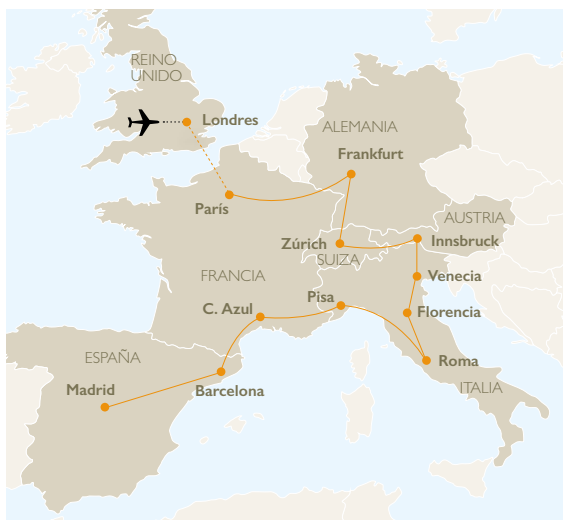 REINO
UNIDO
Londres
ALEMANIA
Frankfurt
París
AUSTRIA
Zúrich
Innsbruck
SUIZA
FRANCIA
Venecia
Pisa
C. Azul
Florencia
ESPAÑA
Roma
Madrid
Barcelona
ITALIA